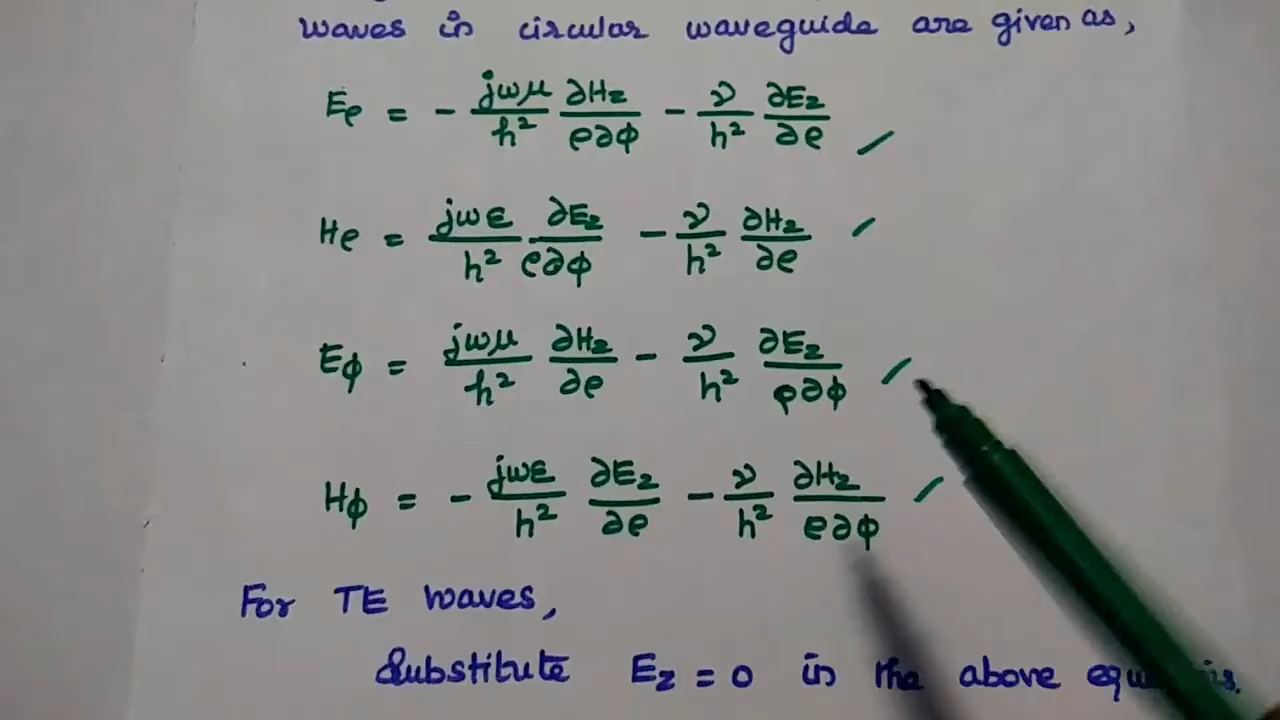 waves in circular waveguide are given as,
Eρ = - jωμ/h² ∂Hz/ρ∂ϕ - γ/h² ∂Ez/∂ρ
Hρ = jωε/h² ∂Ez/ρ∂ϕ - γ/h² ∂Hz/∂ρ
Eϕ = jωμ/h² ∂Hz/∂ρ - γ/h² ∂Ez/ρ∂ϕ
Hϕ = - jωε/h² ∂Ez/∂ρ - γ/h² ∂Hz/ρ∂ϕ
For TE waves,
Substitute Ez = 0 in the above